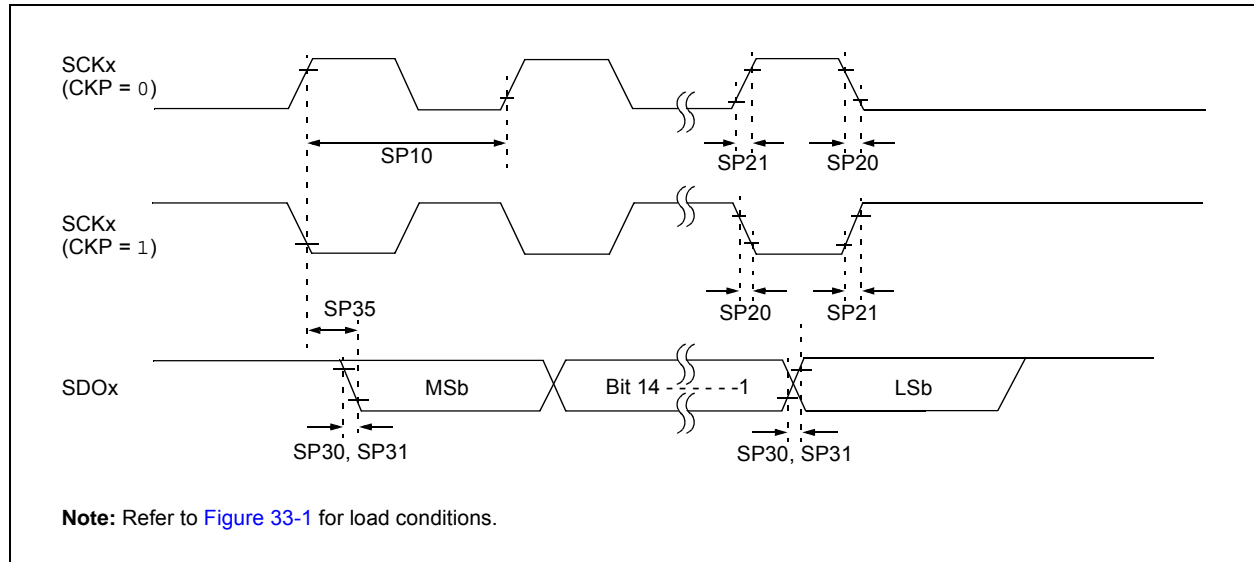 SCKx
(CKP = 0)
SP10
SP21
SP20
SCKx
(CKP = 1)
SP35
SP20
SP21
SDOx
MSb
Bit 14 - - - - - -1
LSb
SP30, SP31
SP30, SP31
Note: Refer to Figure 33-1 for load conditions.